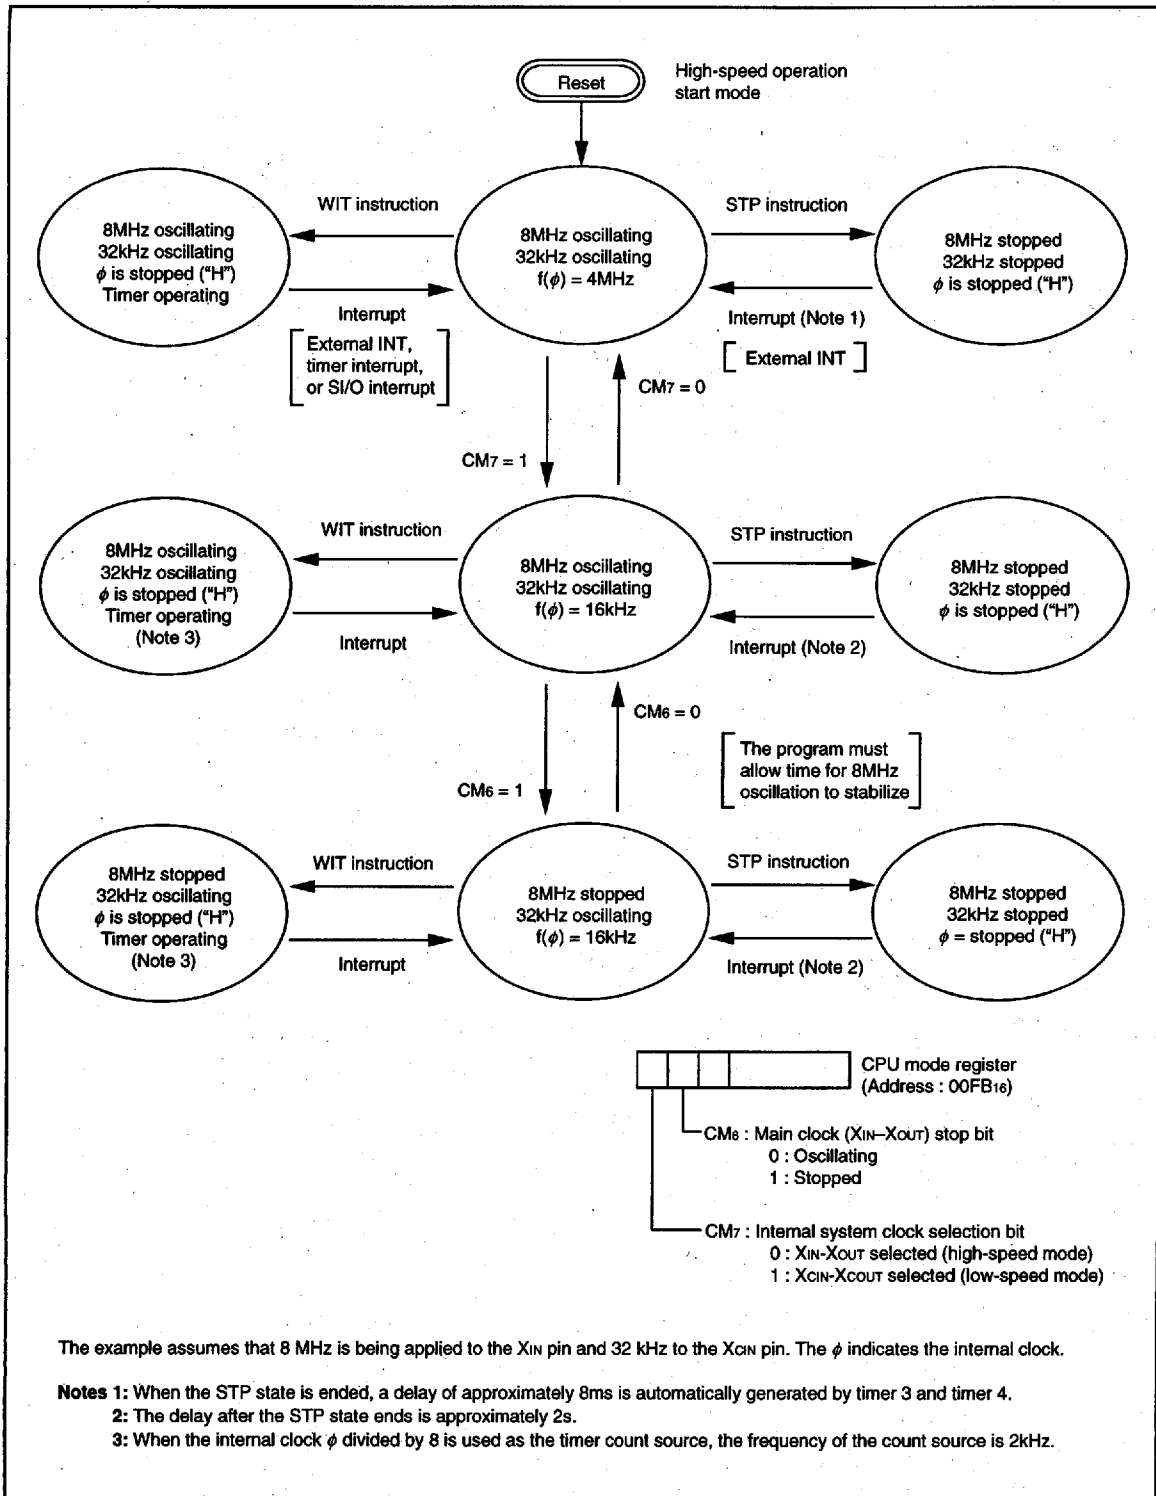 Reset
High-speed operation
start mode
8MHz oscillating
32kHz oscillating
ϕ is stopped ("H")
Timer operating
WIT instruction
Interrupt
External INT,
timer interrupt,
or SI/O interrupt
8MHz oscillating
32kHz oscillating
f(ϕ) = 4MHz
STP instruction
Interrupt (Note 1)
External INT
8MHz stopped
32kHz stopped
ϕ is stopped ("H")
CM7 = 0
CM7 = 1
8MHz oscillating
32kHz oscillating
ϕ is stopped ("H")
Timer operating
(Note 3)
WIT instruction
Interrupt
8MHz oscillating
32kHz oscillating
f(ϕ) = 16kHz
STP instruction
Interrupt (Note 2)
8MHz stopped
32kHz stopped
ϕ is stopped ("H")
CM6 = 0
CM6 = 1
The program must
allow time for 8MHz
oscillation to stabilize
8MHz stopped
32kHz oscillating
ϕ is stopped ("H")
Timer operating
(Note 3)
WIT instruction
Interrupt
8MHz stopped
32kHz oscillating
f(ϕ) = 16kHz
STP instruction
Interrupt (Note 2)
8MHz stopped
32kHz stopped
ϕ = stopped ("H")
CPU mode register
(Address : 00FB16)
CM6 : Main clock (XIN–XOUT) stop bit
0 : Oscillating
1 : Stopped
CM7 : Internal system clock selection bit
0 : XIN-XOUT selected (high-speed mode)
1 : XCIN-XCOUT selected (low-speed mode)
The example assumes that 8 MHz is being applied to the XIN pin and 32 kHz to the XCIN pin. The ϕ indicates the internal clock.
Notes 1: When the STP state is ended, a delay of approximately 8ms is automatically generated by timer 3 and timer 4.
2: The delay after the STP state ends is approximately 2s.
3: When the internal clock ϕ divided by 8 is used as the timer count source, the frequency of the count source is 2kHz.